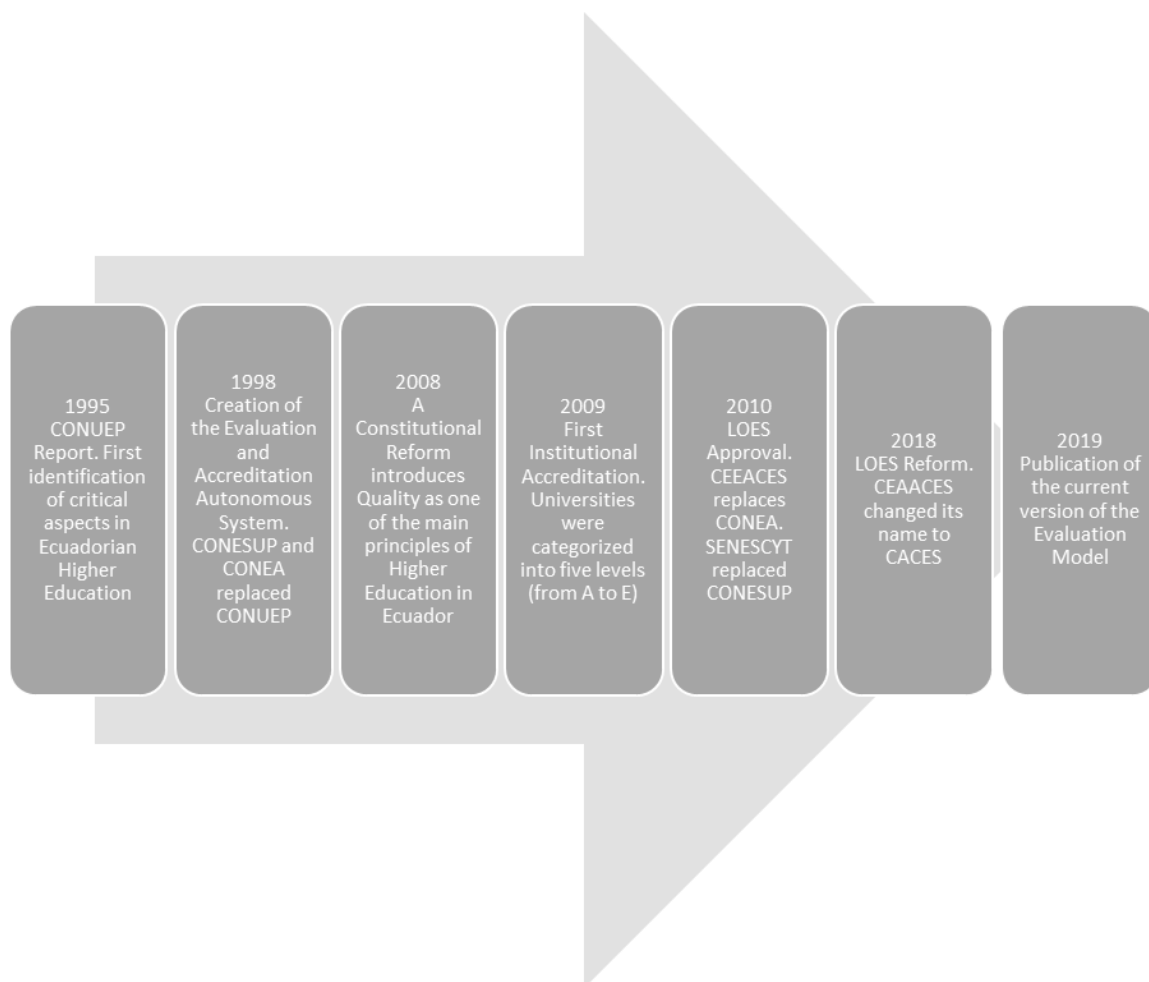 1995
CONUEP
Report. First
identification
of critical
aspects in
Ecuadorian
Higher
Education
1998
Creation of
the Evaluation
and
Accreditation
Autonomous
System.
CONESUP and
CONEA
replaced
CONUEP
2008
A
Constitutional
Reform
introduces
Quality as one
of the main
principles of
Higher
Education in
Ecuador
2009
First
Institutional
Accreditation.
Universities
were
categorized
into five levels
(from A to E)
2010
LOES
Approval.
CEEACES
replaces
CONEA.
SENESCYT
replaced
CONESUP
2018
LOES Reform.
CEAACES
changed its
name to
CACES
2019
Publication of
the current
version of the
Evaluation
Model